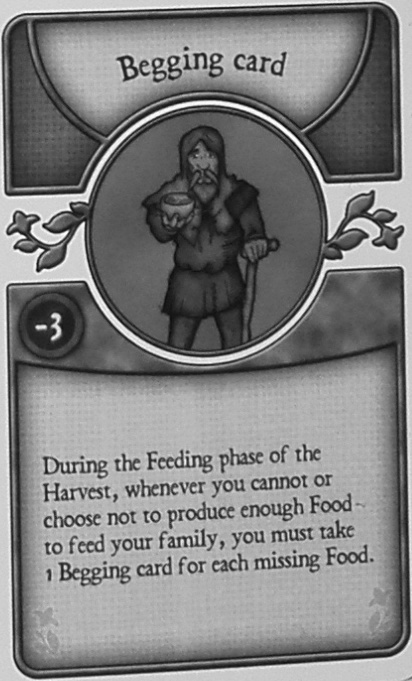 Begging card
-3
During the Feeding phase of the
Harvest, whenever you cannot or
choose not to produce enough Food
to feed your family, you must take
1 Begging card for each missing Food.